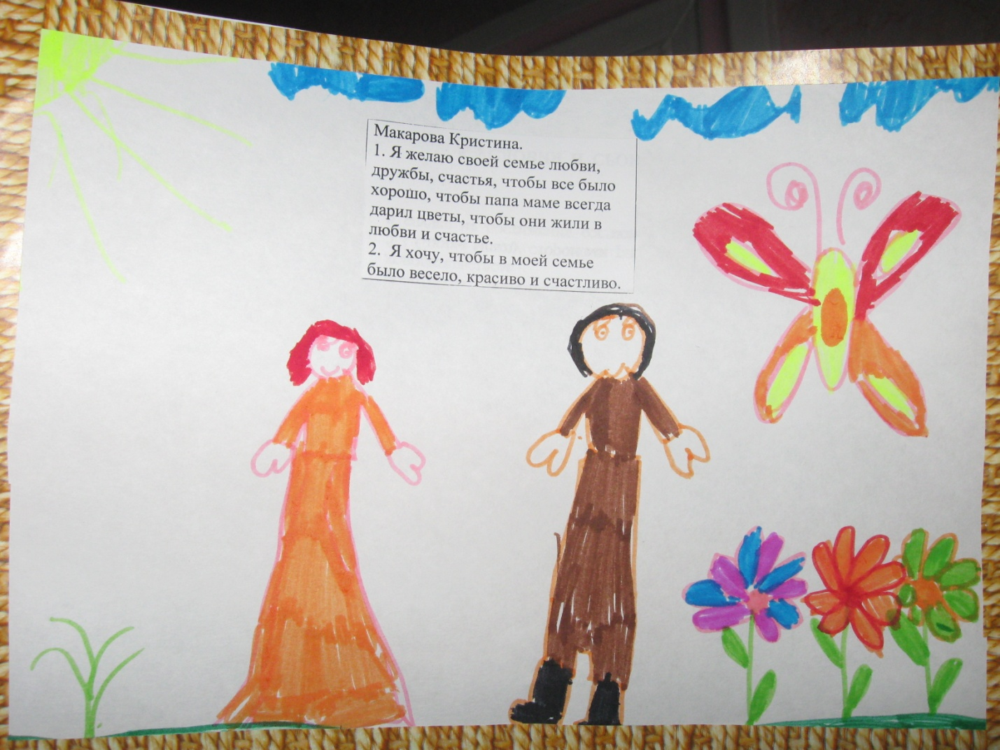 Макарова Кристина.
1. Я желаю своей семье любви,
дружбы, счастья, чтобы все было
хорошо, чтобы папа маме всегда
дарил цветы, чтобы они жили в
любви и счастье.
2. Я хочу, чтобы в моей семье
было весело, красиво и счастливо.